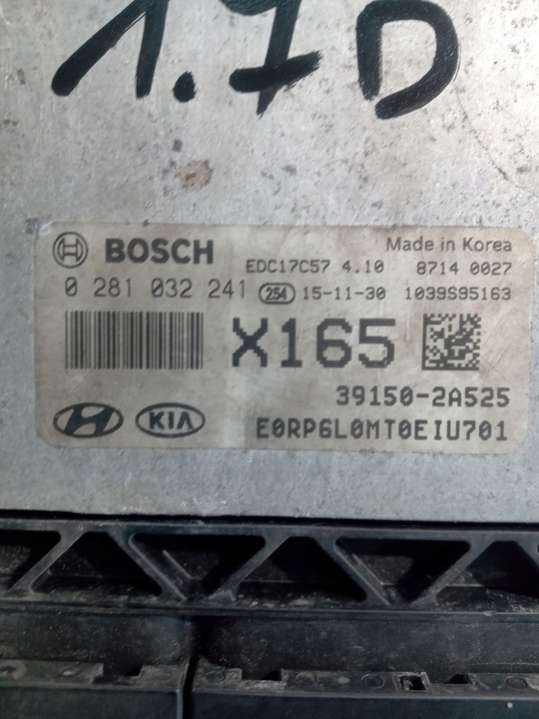 1.7D
BOSCH
EDC17C57 4.10 8714 0027
Made in Korea
0 281 032 241 254 15-11-30 1039S95163
X165
39150-2A525
KIA
E0RP6L0MT0EIU701